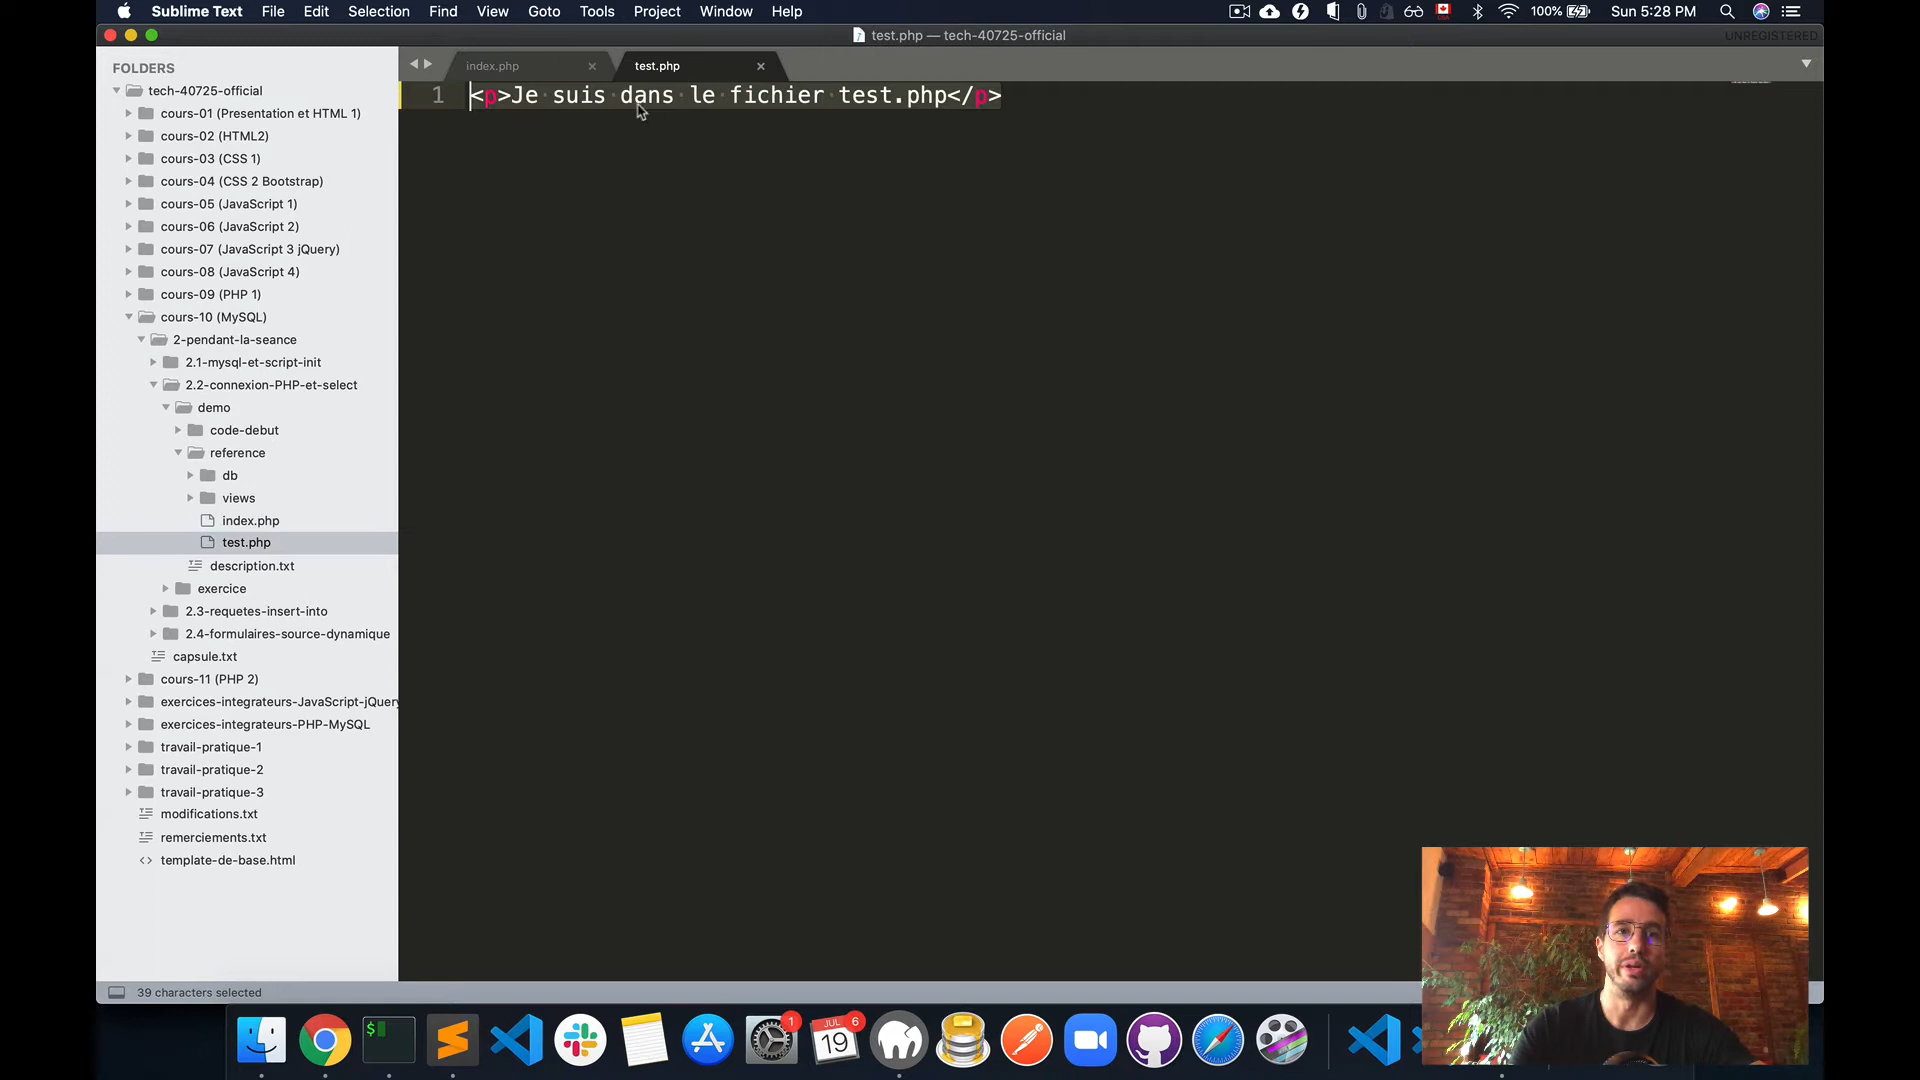 Sublime Text File Edit Selection Find View Goto Tools Project Window Help
100% Sun 5:28 PM
test.php — tech-40725-official
UNREGISTERED
FOLDERS
index.php
test.php
tech-40725-official
1 <p>Je suis dans le fichier test.php</p>
cours-01 (Presentation et HTML 1)
cours-02 (HTML2)
cours-03 (CSS 1)
cours-04 (CSS 2 Bootstrap)
cours-05 (JavaScript 1)
cours-06 (JavaScript 2)
cours-07 (JavaScript 3 jQuery)
cours-08 (JavaScript 4)
cours-09 (PHP 1)
cours-10 (MySQL)
2-pendant-la-seance
2.1-mysql-et-script-init
2.2-connexion-PHP-et-select
demo
code-debut
reference
db
views
index.php
test.php
description.txt
exercice
2.3-requetes-insert-into
2.4-formulaires-source-dynamique
capsule.txt
cours-11 (PHP 2)
exercices-integrateurs-JavaScript-jQuery
exercices-integrateurs-PHP-MySQL
travail-pratique-1
travail-pratique-2
travail-pratique-3
modifications.txt
remerciements.txt
template-de-base.html
39 characters selected
$
1
JUL 6
19